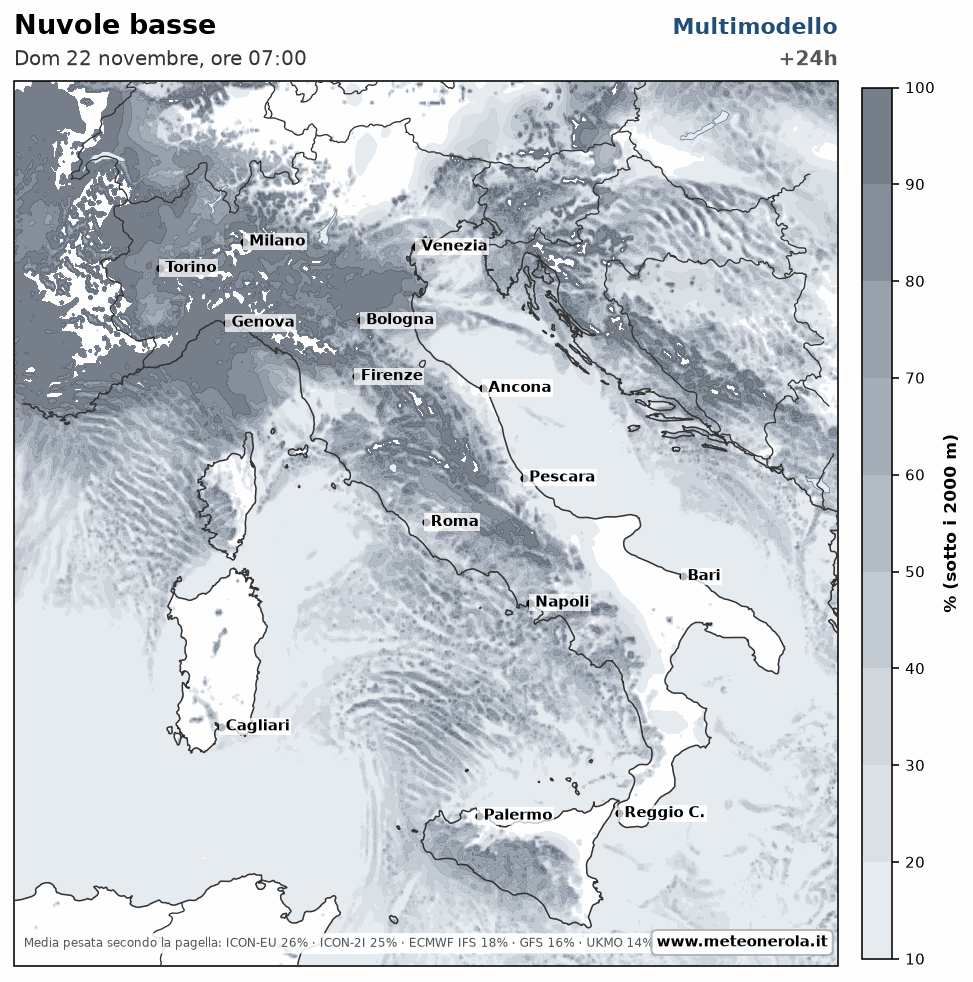 Nuvole basse
Multimodello
Dom 22 novembre, ore 07:00
+24h
Milano
Venezia
Torino
Genova
Bologna
Firenze
Ancona
Pescara
Roma
Bari
Napoli
Cagliari
Palermo
Reggio C.
Media pesata secondo la pagella: ICON-EU 26% · ICON-2I 25% · ECMWF IFS 18% · GFS 16% · UKMO 14%
www.meteonerola.it
100
90
80
70
60
50
40
30
20
10
% (sotto i 2000 m)